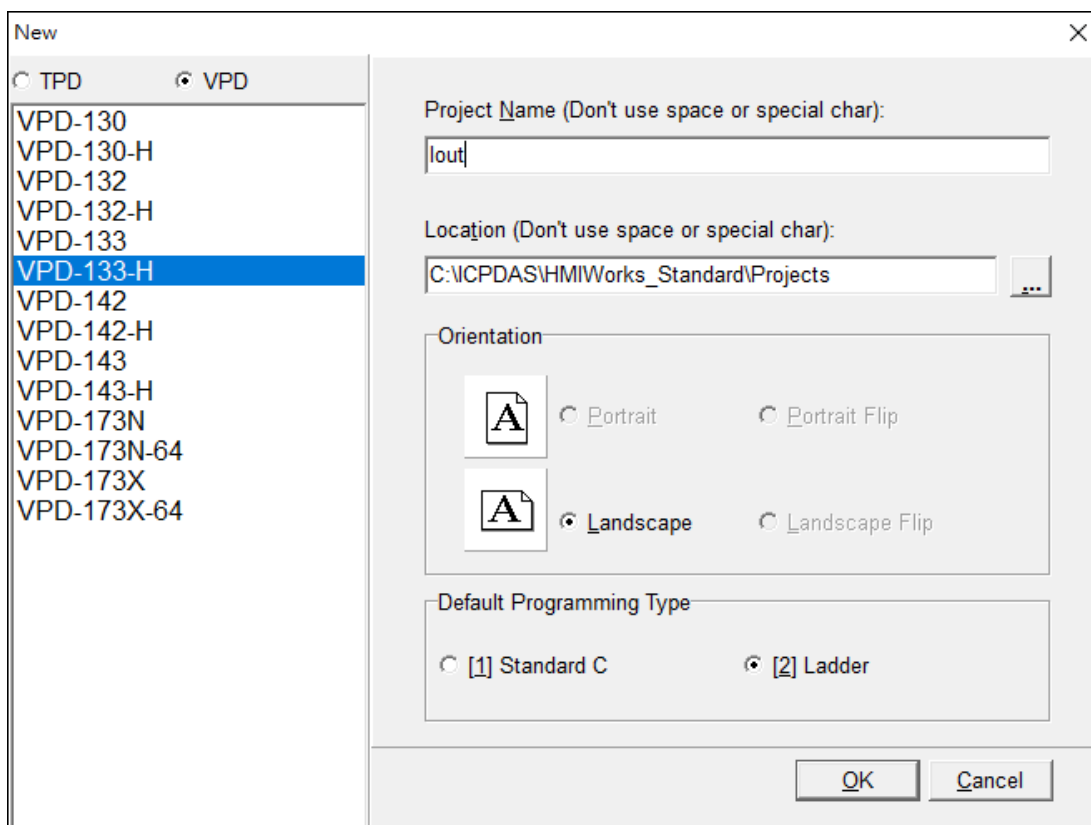 New
TPD VPD
VPD-130
VPD-130-H
VPD-132
VPD-132-H
VPD-133
VPD-133-H
VPD-142
VPD-142-H
VPD-143
VPD-143-H
VPD-173N
VPD-173N-64
VPD-173X
VPD-173X-64
Project Name (Don't use space or special char):
Iout
Location (Don't use space or special char):
C:\ICPDAS\HMIWorks_Standard\Projects
...
Orientation
A
Portrait Portrait Flip
A
Landscape Landscape Flip
Default Programming Type
[1] Standard C [2] Ladder
OK Cancel